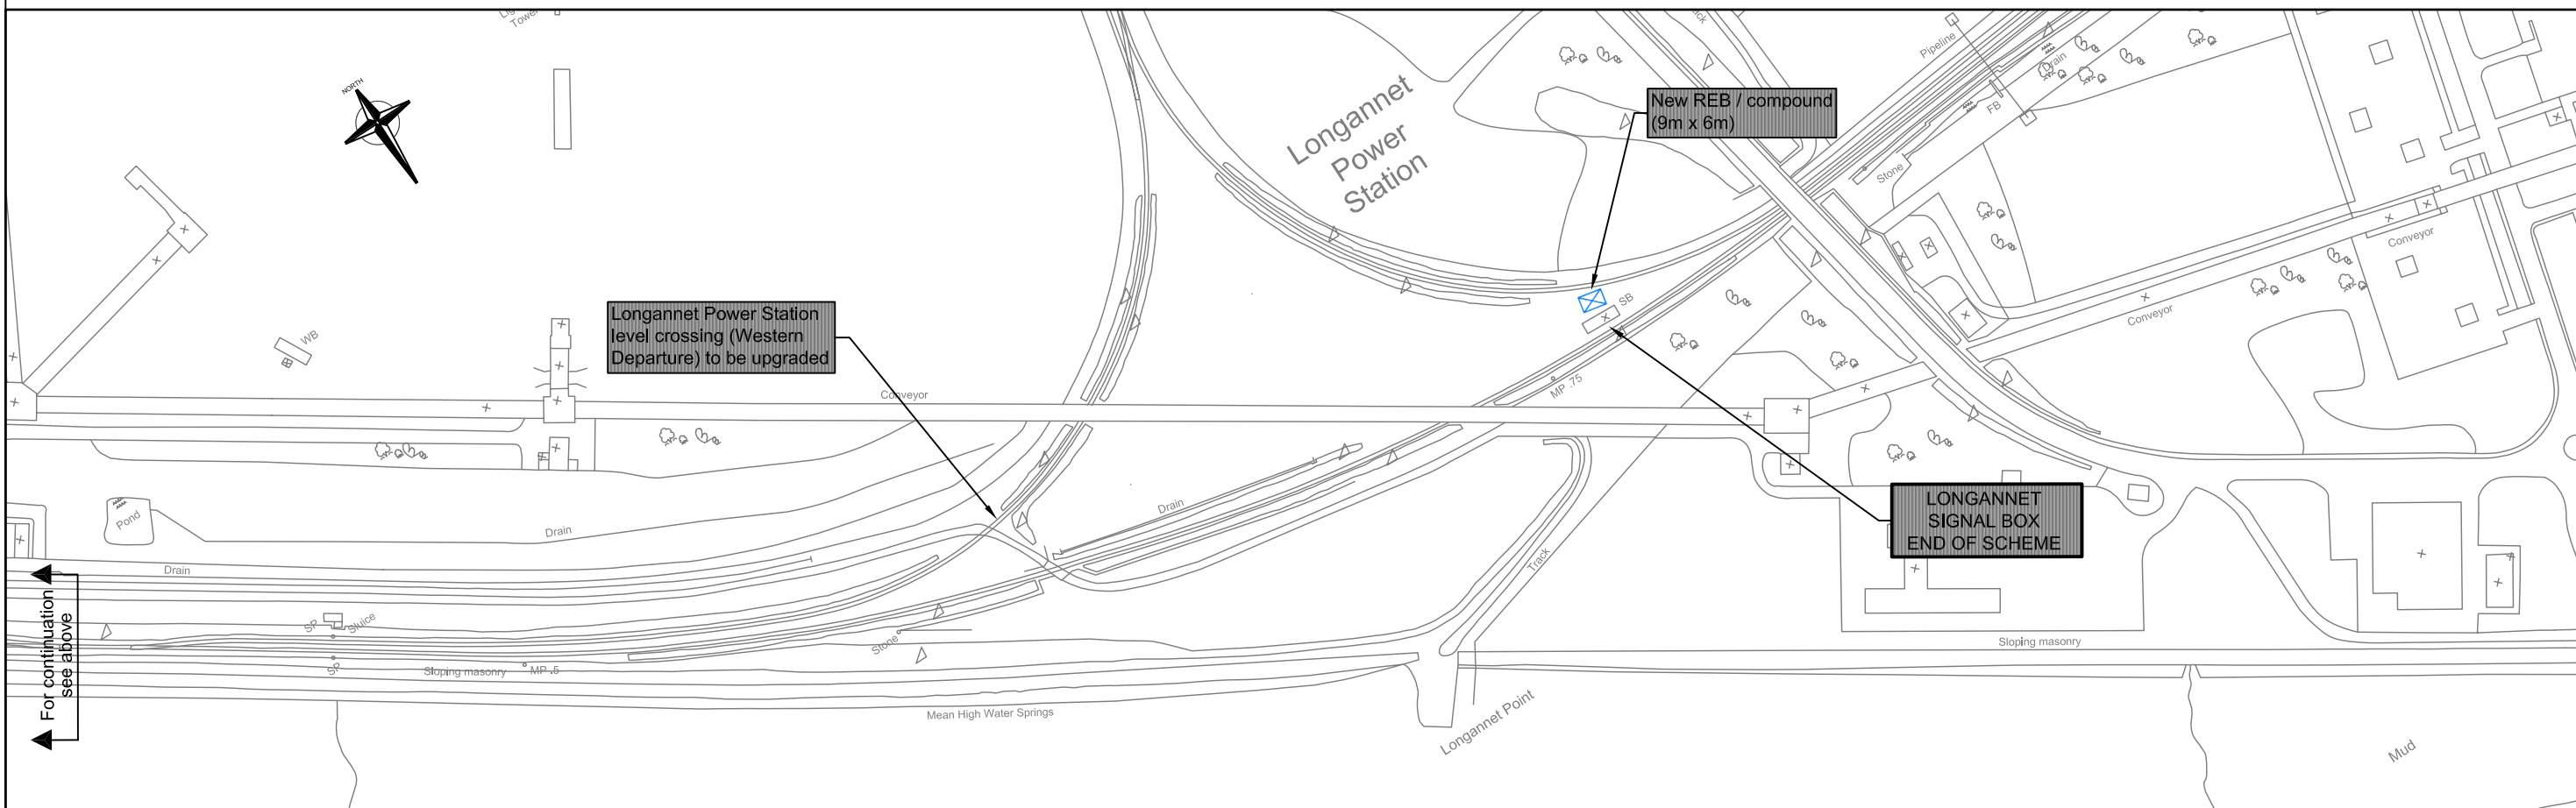 Tower
NORTH
Track
Pipeline
Drain
FB
New REB / compound
(9m x 6m)
Longannet
Power
Station
Stone
Conveyor
Conveyor
SB
Longannet Power Station
level crossing (Western
Departure) to be upgraded
WB
MP .75
Conveyor
Pond
Drain
Drain
Drain
Track
LONGANNET
SIGNAL BOX
END OF SCHEME
For continuation
see above
SP
Sluice
SP
Stone
Sloping masonry
MP .5
Sloping masonry
Mean High Water Springs
Longannet Point
Mud